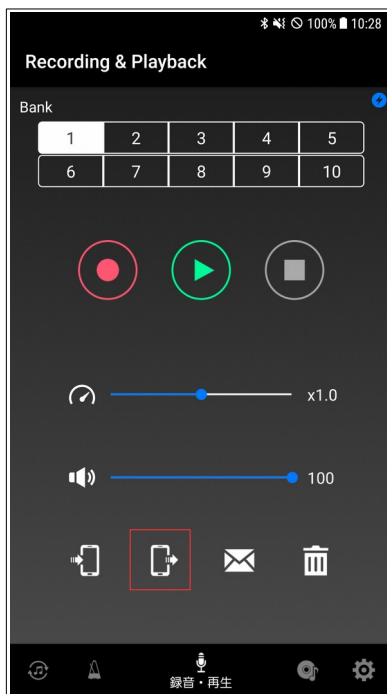 100% 10:28
Recording & Playback
Bank
1 2 3 4 5
6 7 8 9 10
x1.0
100
録音・再生